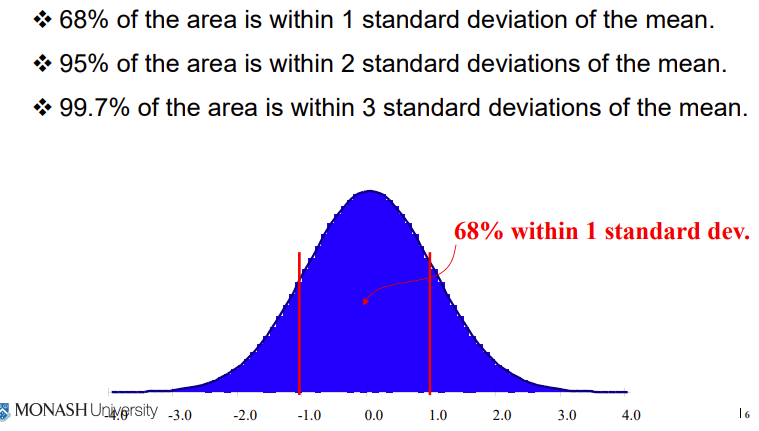 ❖ 68% of the area is within 1 standard deviation of the mean.
❖ 95% of the area is within 2 standard deviations of the mean.
❖ 99.7% of the area is within 3 standard deviations of the mean.
68% within 1 standard dev.
MONASH University
-4.0 -3.0 -2.0 -1.0 0.0 1.0 2.0 3.0 4.0
6